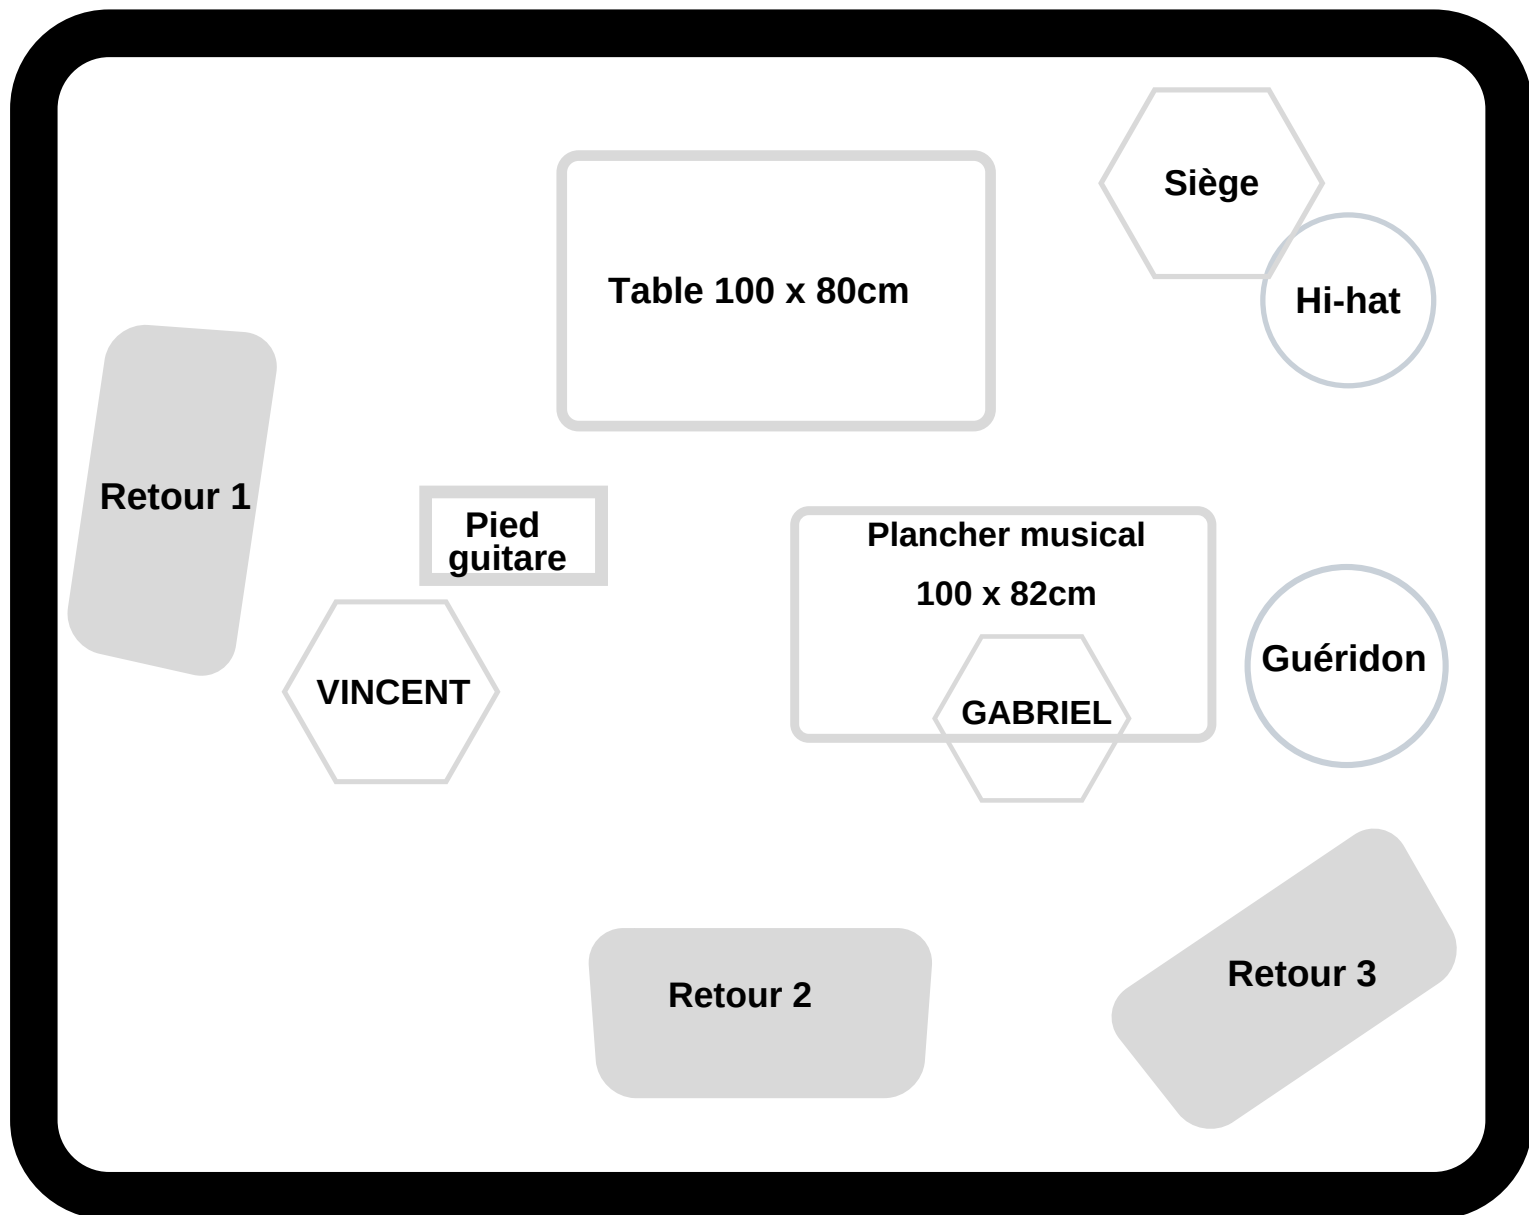 Siège
Table 100 x 80cm
Hi-hat
Retour 1
Pied
guitare
Plancher musical
100 x 82cm
VINCENT
GABRIEL
Guéridon
Retour 2
Retour 3